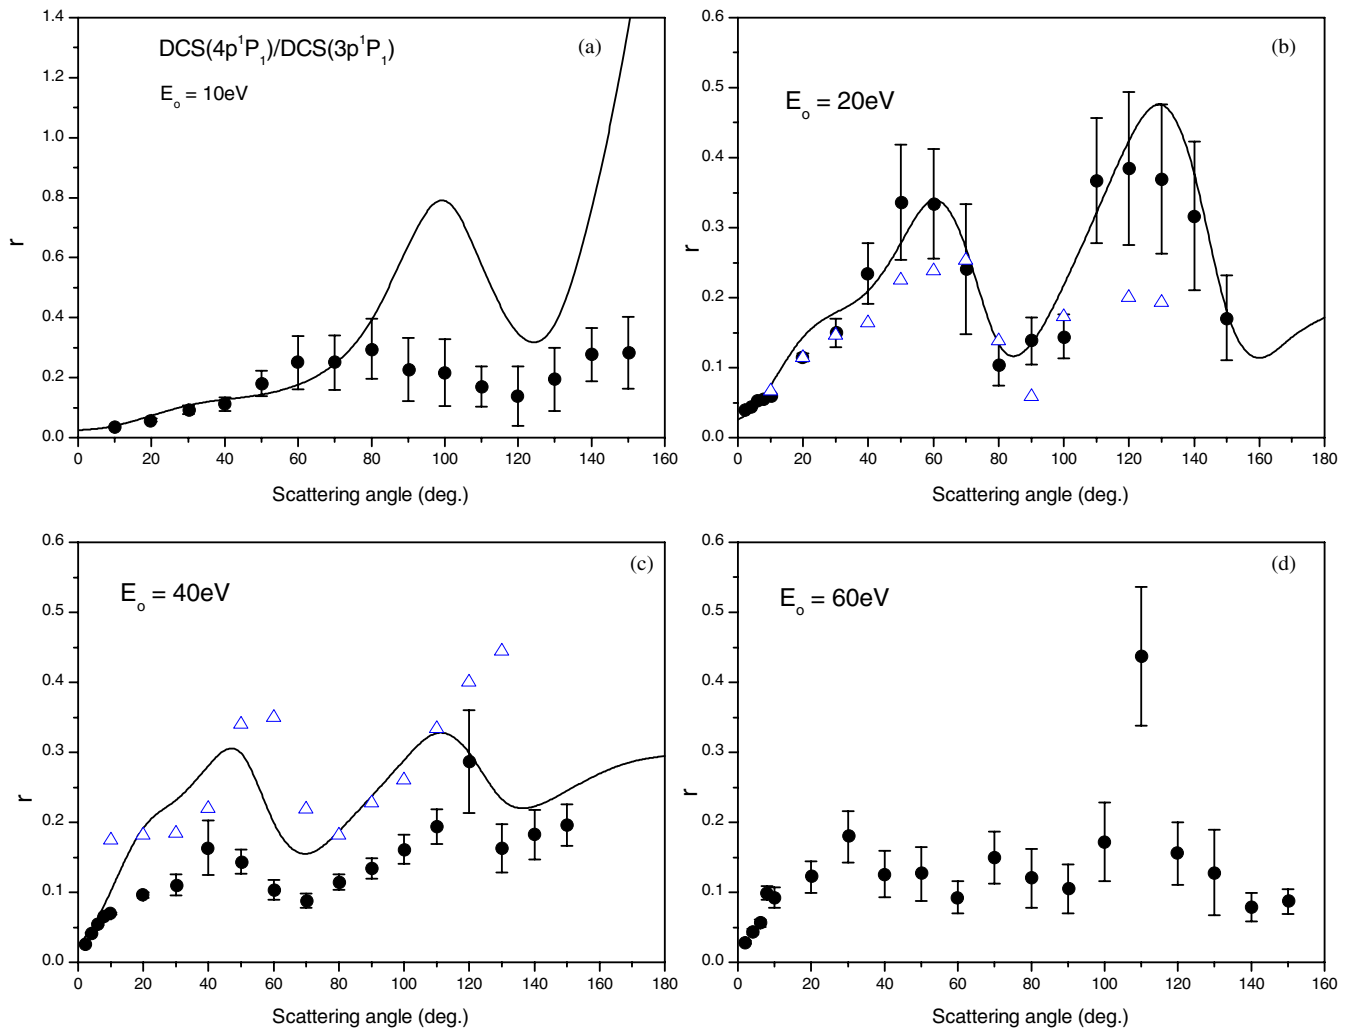 DCS(4p¹P₁)/DCS(3p¹P₁)
(a)
Eₒ = 10eV
1.4
1.2
1.0
0.8
0.6
0.4
0.2
0.0
r
0 20 40 60 80 100 120 140 160
Scattering angle (deg.)
(b)
Eₒ = 20eV
0.6
0.5
0.4
0.3
0.2
0.1
0.0
r
0 20 40 60 80 100 120 140 160 180
Scattering angle (deg.)
(c)
Eₒ = 40eV
0.6
0.5
0.4
0.3
0.2
0.1
0.0
r
0 20 40 60 80 100 120 140 160 180
Scattering angle (deg.)
(d)
Eₒ = 60eV
0.6
0.5
0.4
0.3
0.2
0.1
0.0
r
0 20 40 60 80 100 120 140 160
Scattering angle (deg.)